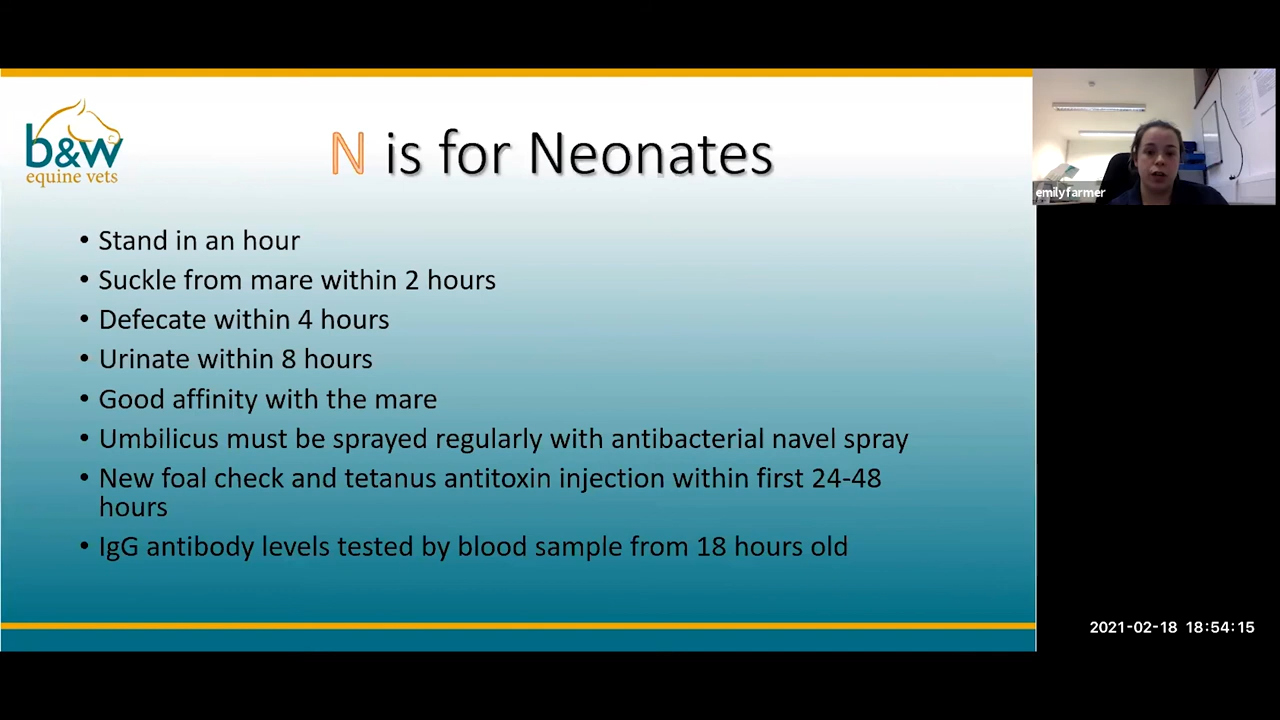 b&w
equine vets
N is for Neonates
emilyfarmer
• Stand in an hour
• Suckle from mare within 2 hours
• Defecate within 4 hours
• Urinate within 8 hours
• Good affinity with the mare
• Umbilicus must be sprayed regularly with antibacterial navel spray
• New foal check and tetanus antitoxin injection within first 24-48
hours
• IgG antibody levels tested by blood sample from 18 hours old
2021-02-18 18:54:15